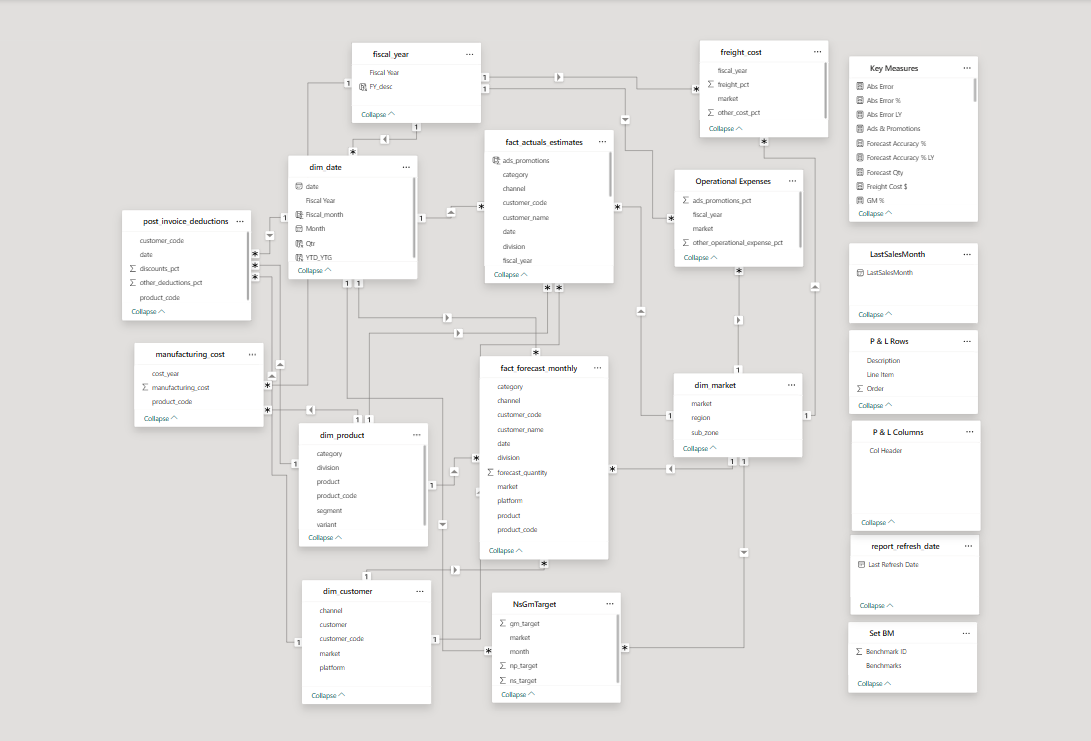 fiscal_year
Fiscal Year
FY_desc
Collapse
freight_cost
fiscal_year
freight_pct
market
other_cost_pct
Collapse
Key Measures
Abs Error
Abs Error %
Abs Error LY
Ads & Promotions
Forecast Accuracy %
Forecast Accuracy % LY
Forecast Qty
Freight Cost $
GM %
Collapse
dim_date
date
Fiscal Year
Fiscal_month
Month
Qtr
YTD_YTG
Collapse
fact_actuals_estimates
ads_promotions
category
channel
customer_code
customer_name
date
division
fiscal_year
Collapse
Operational Expenses
ads_promotions_pct
fiscal_year
market
other_operational_expense_pct
Collapse
post_invoice_deductions
customer_code
date
discounts_pct
other_deductions_pct
product_code
Collapse
LastSalesMonth
LastSalesMonth
Collapse
manufacturing_cost
cost_year
manufacturing_cost
product_code
Collapse
P & L Rows
Description
Line Item
Order
Collapse
fact_forecast_monthly
category
channel
customer_code
customer_name
date
division
forecast_quantity
market
platform
product
product_code
Collapse
dim_market
market
region
sub_zone
Collapse
dim_product
category
division
product
product_code
segment
variant
Collapse
P & L Columns
Col Header
Collapse
report_refresh_date
Last Refresh Date
Collapse
dim_customer
channel
customer
customer_code
market
platform
Collapse
NsGmTarget
gm_target
market
month
np_target
ns_target
Collapse
Set BM
Benchmark ID
Benchmarks
Collapse